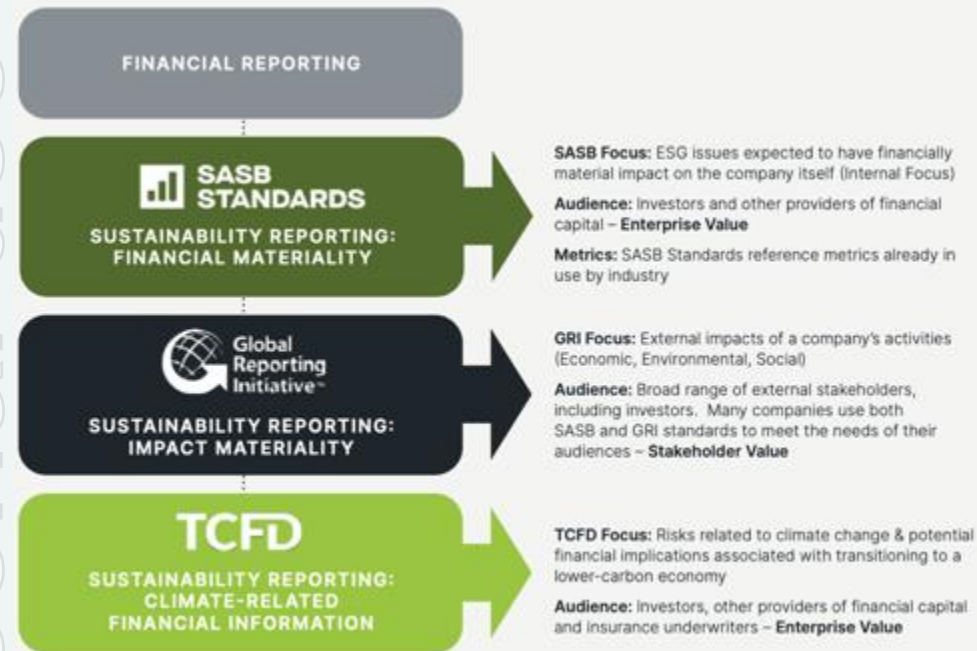 FINANCIAL REPORTING
SASB
STANDARDS
SUSTAINABILITY REPORTING:
FINANCIAL MATERIALITY
SASB Focus: ESG issues expected to have financially
material impact on the company itself (Internal Focus)
Audience: Investors and other providers of financial
capital – Enterprise Value
Metrics: SASB Standards reference metrics already in
use by industry
Global
Reporting
Initiative™
SUSTAINABILITY REPORTING:
IMPACT MATERIALITY
GRI Focus: External impacts of a company's activities
(Economic, Environmental, Social)
Audience: Broad range of external stakeholders,
including investors. Many companies use both
SASB and GRI standards to meet the needs of their
audiences – Stakeholder Value
TCFD
SUSTAINABILITY REPORTING:
CLIMATE-RELATED
FINANCIAL INFORMATION
TCFD Focus: Risks related to climate change & potential
financial implications associated with transitioning to a
lower-carbon economy
Audience: Investors, other providers of financial capital
and insurance underwriters – Enterprise Value